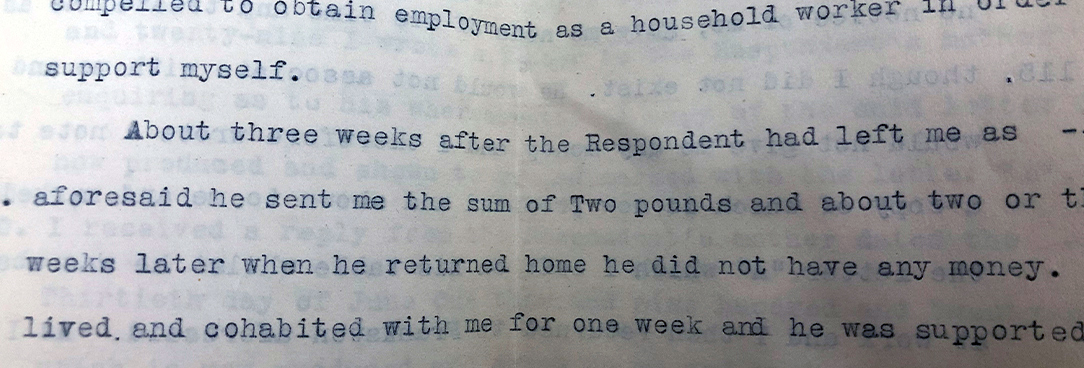 compelled to obtain employment as a household worker in order
support myself.
About three weeks after the Respondent had left me as -
. aforesaid he sent me the sum of Two pounds and about two or
weeks later when he returned home he did not have any money.
lived and cohabited with me for one week and he was supported